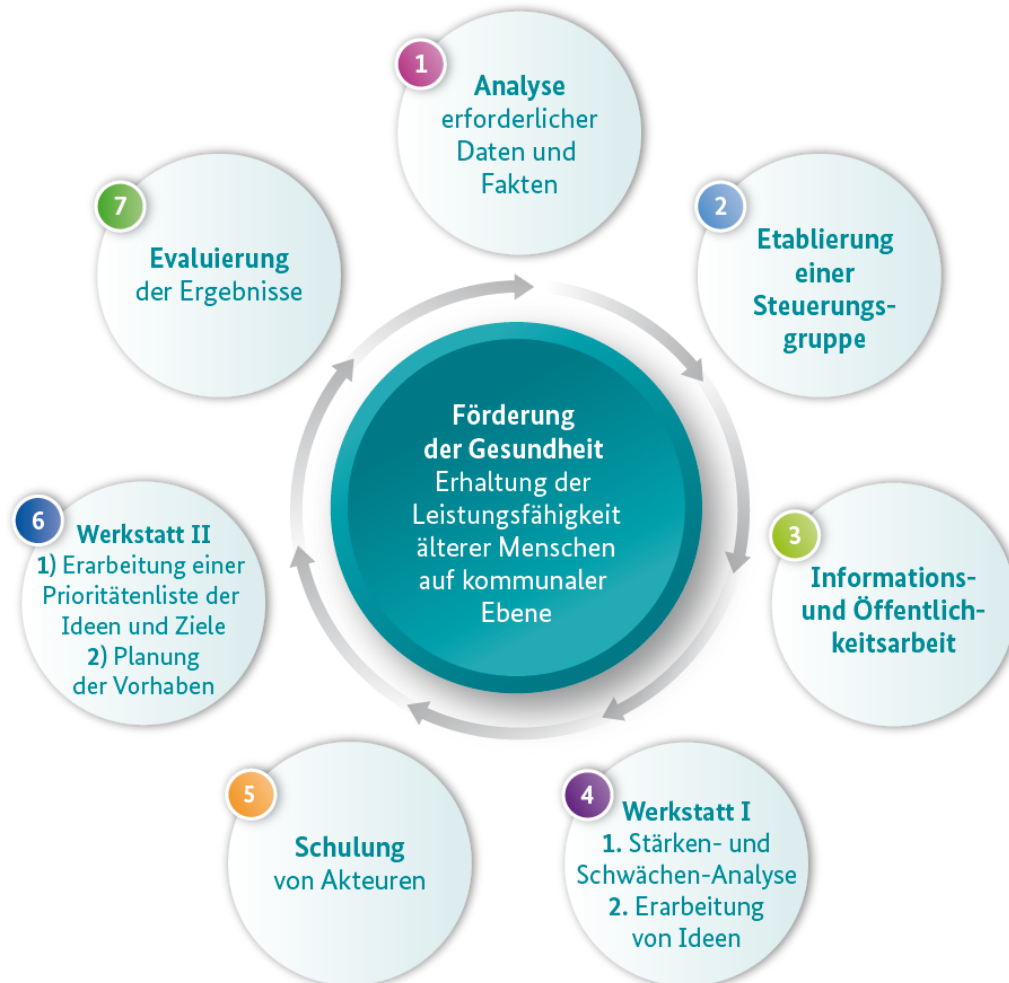 1
Analyse
erforderlicher
Daten und
Fakten
2
Etablierung
einer
Steuerungs-
gruppe
3
Informations-
und Öffentlich-
keitsarbeit
4
Werkstatt I
1. Stärken- und
Schwächen-Analyse
2. Erarbeitung
von Ideen
5
Schulung
von Akteuren
6
Werkstatt II
1) Erarbeitung einer
Prioritätenliste der
Ideen und Ziele
2) Planung
der Vorhaben
7
Evaluierung
der Ergebnisse
Förderung
der Gesundheit
Erhaltung der
Leistungsfähigkeit
älterer Menschen
auf kommunaler
Ebene